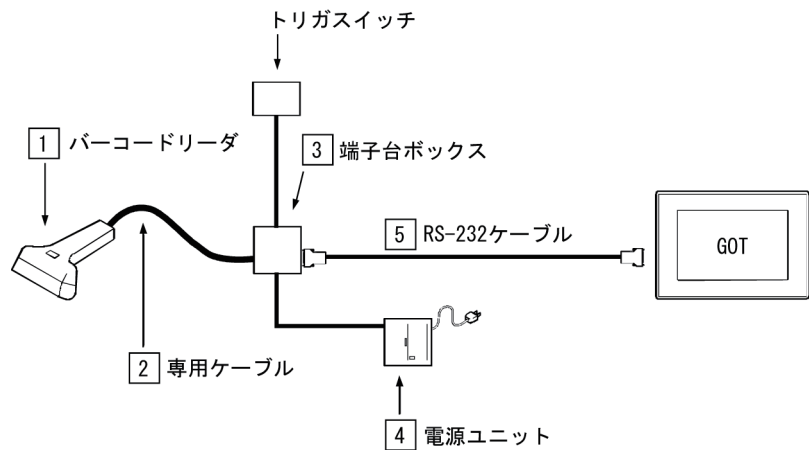 トリガスイッチ
1 バーコードリーダ
3 端子台ボックス
5 RS-232ケーブル
GOT
2 専用ケーブル
4 電源ユニット